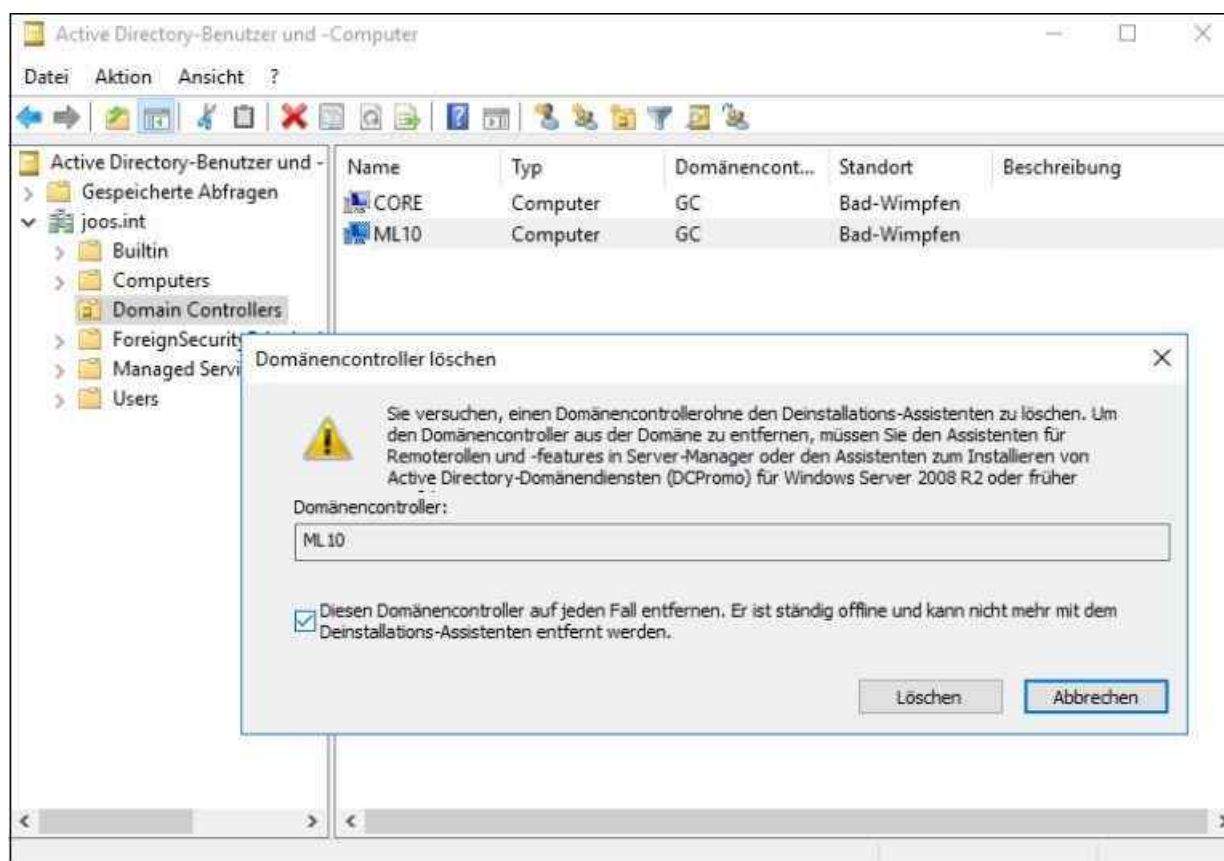 Active Directory-Benutzer und -Computer
Datei Aktion Ansicht ?
Active Directory-Benutzer und -
Gespeicherte Abfragen
joos.int
Builtin
Computers
Domain Controllers
ForeignSecurity
Managed Servi
Users
Name Typ Domänencont... Standort Beschreibung
CORE Computer GC Bad-Wimpfen
ML10 Computer GC Bad-Wimpfen
Domänencontroller löschen
Sie versuchen, einen Domänencontrollerohne den Deinstallations-Assistenten zu löschen. Um
den Domänencontroller aus der Domäne zu entfernen, müssen Sie den Assistenten für
Remoterollen und -features in Server-Manager oder den Assistenten zum Installieren von
Active Directory-Domänendiensten (DCPromo) für Windows Server 2008 R2 oder früher
Domänencontroller:
ML10
Diesen Domänencontroller auf jeden Fall entfernen. Er ist ständig offline und kann nicht mehr mit dem
Deinstallations-Assistenten entfernt werden.
Löschen Abbrechen